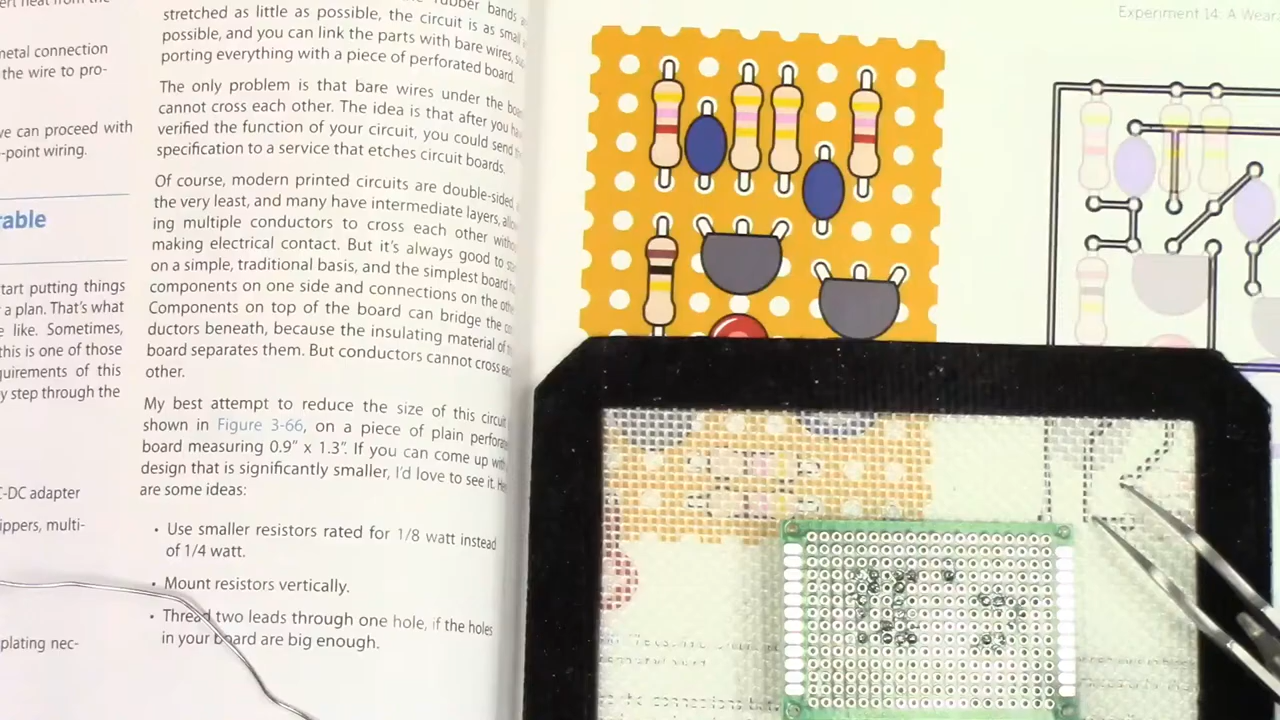 metal connection
the wire to pro-
we can proceed with
-point wiring.
rable
tart putting things
a plan. That's what
like. Sometimes,
this is one of those
quirements of this
y step through the
C-DC adapter
ippers, multi-
plating nec-
rubber bands
stretched as little as possible, the circuit is as small
possible, and you can link the parts with bare wires,
porting everything with a piece of perforated board.
The only problem is that bare wires under the
cannot cross each other. The idea is that after you
verified the function of your circuit, you could send
specification to a service that etches circuit boards.
Of course, modern printed circuits are double-sided
the very least, and many have intermediate layers,
ing multiple conductors to cross each other
making electrical contact. But it's always good to
on a simple, traditional basis, and the simplest board
components on one side and connections on the
Components on top of the board can bridge the
ductors beneath, because the insulating material of
board separates them. But conductors cannot cross
other.
My best attempt to reduce the size of this
shown in Figure 3-66, on a piece of plain
board measuring 0.9" x 1.3". If you can come up
design that is significantly smaller, I'd love to see it.
are some ideas:
• Use smaller resistors rated for 1/8 watt instead
of 1/4 watt.
• Mount resistors vertically.
• Thread two leads through one hole, if the holes
in your board are big enough.
Experiment 14: A